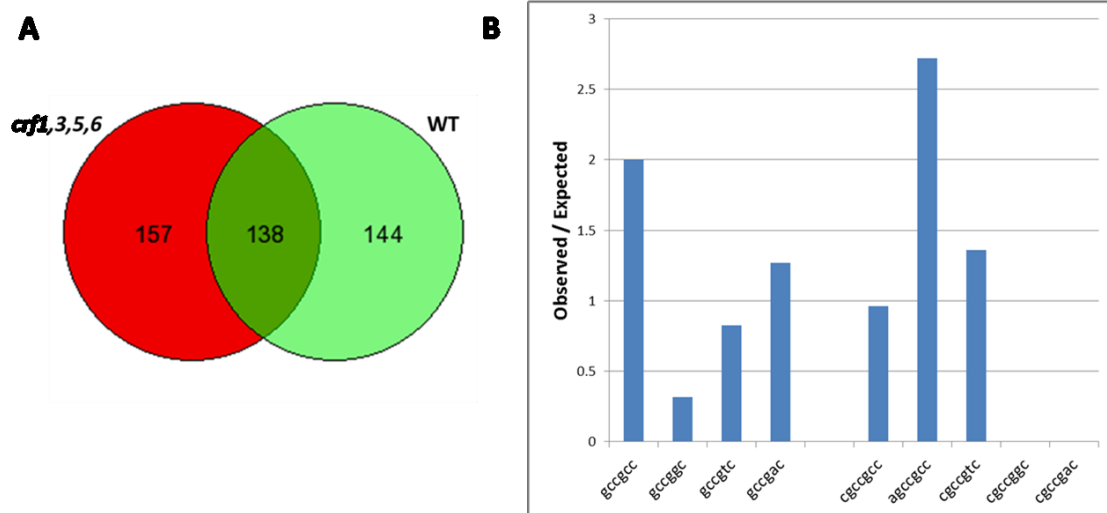 A
B
crf1,3,5,6
WT
157
138
144
Observed / Expected
3
2.5
2
1.5
1
0.5
0
gccgcc
gccggc
gccgtc
gccgac
cgccgcc
agccgcc
cgccgtc
cgccggc
cgccgac